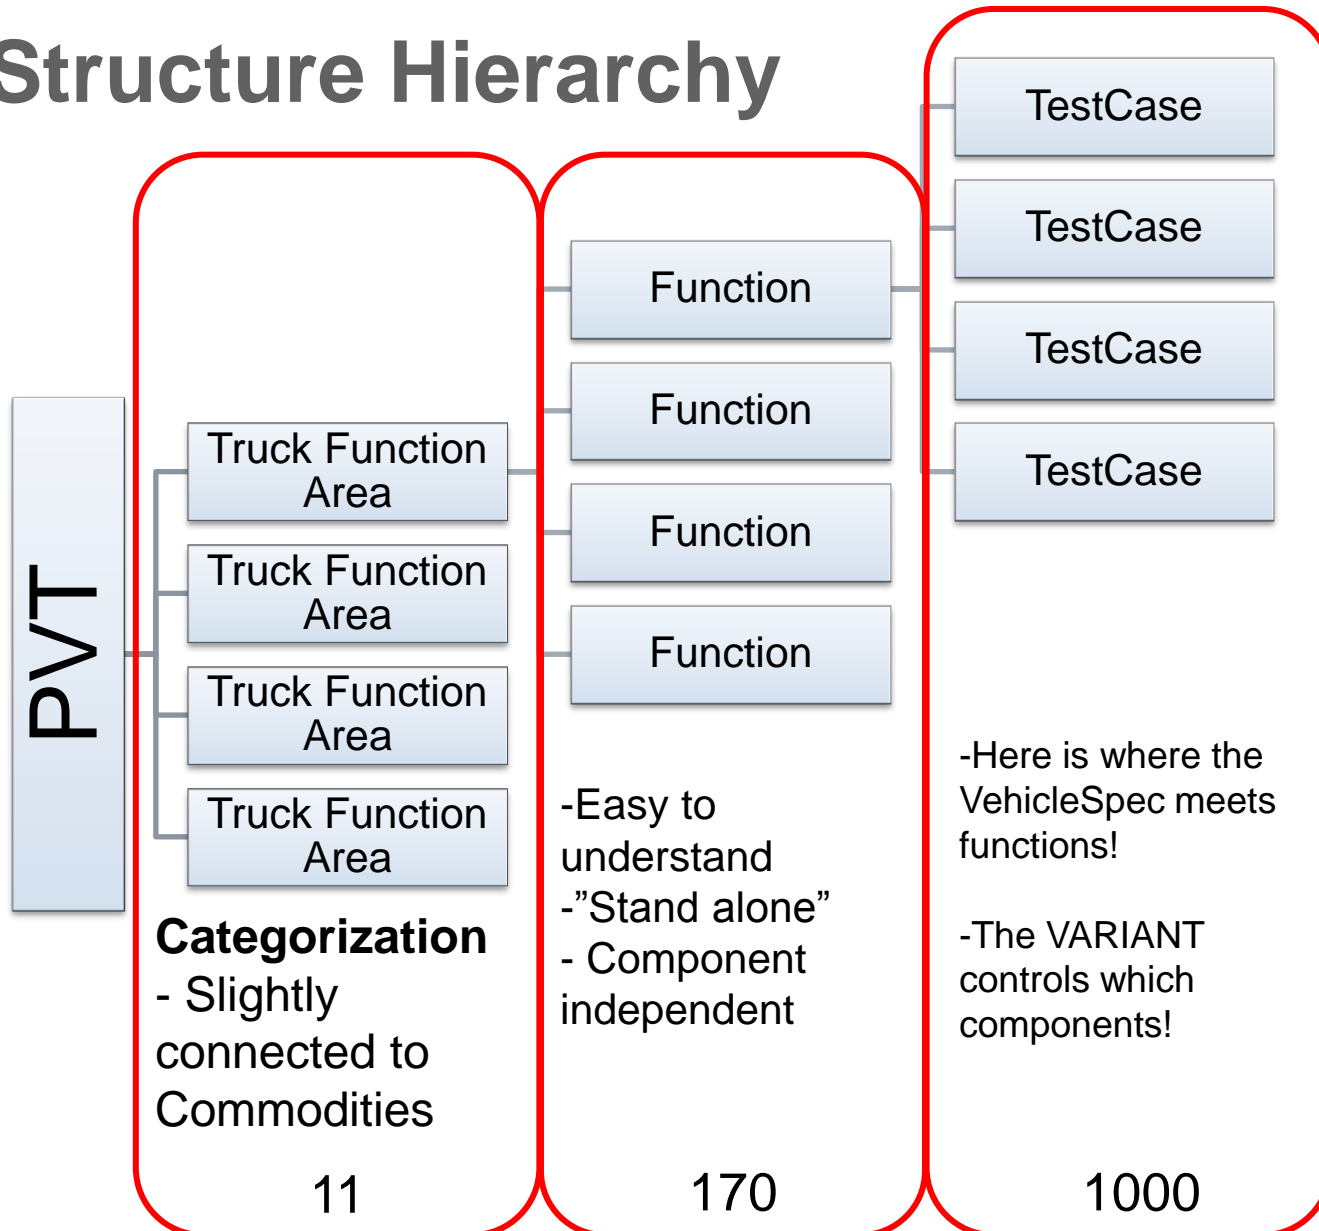 Structure Hierarchy
PVT
Truck Function
Area
Truck Function
Area
Truck Function
Area
Truck Function
Area
Categorization
- Slightly
connected to
Commodities
11
Function
Function
Function
Function
-Easy to
understand
-”Stand alone”
- Component
independent
170
TestCase
TestCase
TestCase
TestCase
-Here is where the
VehicleSpec meets
functions!
-The VARIANT
controls which
components!
1000